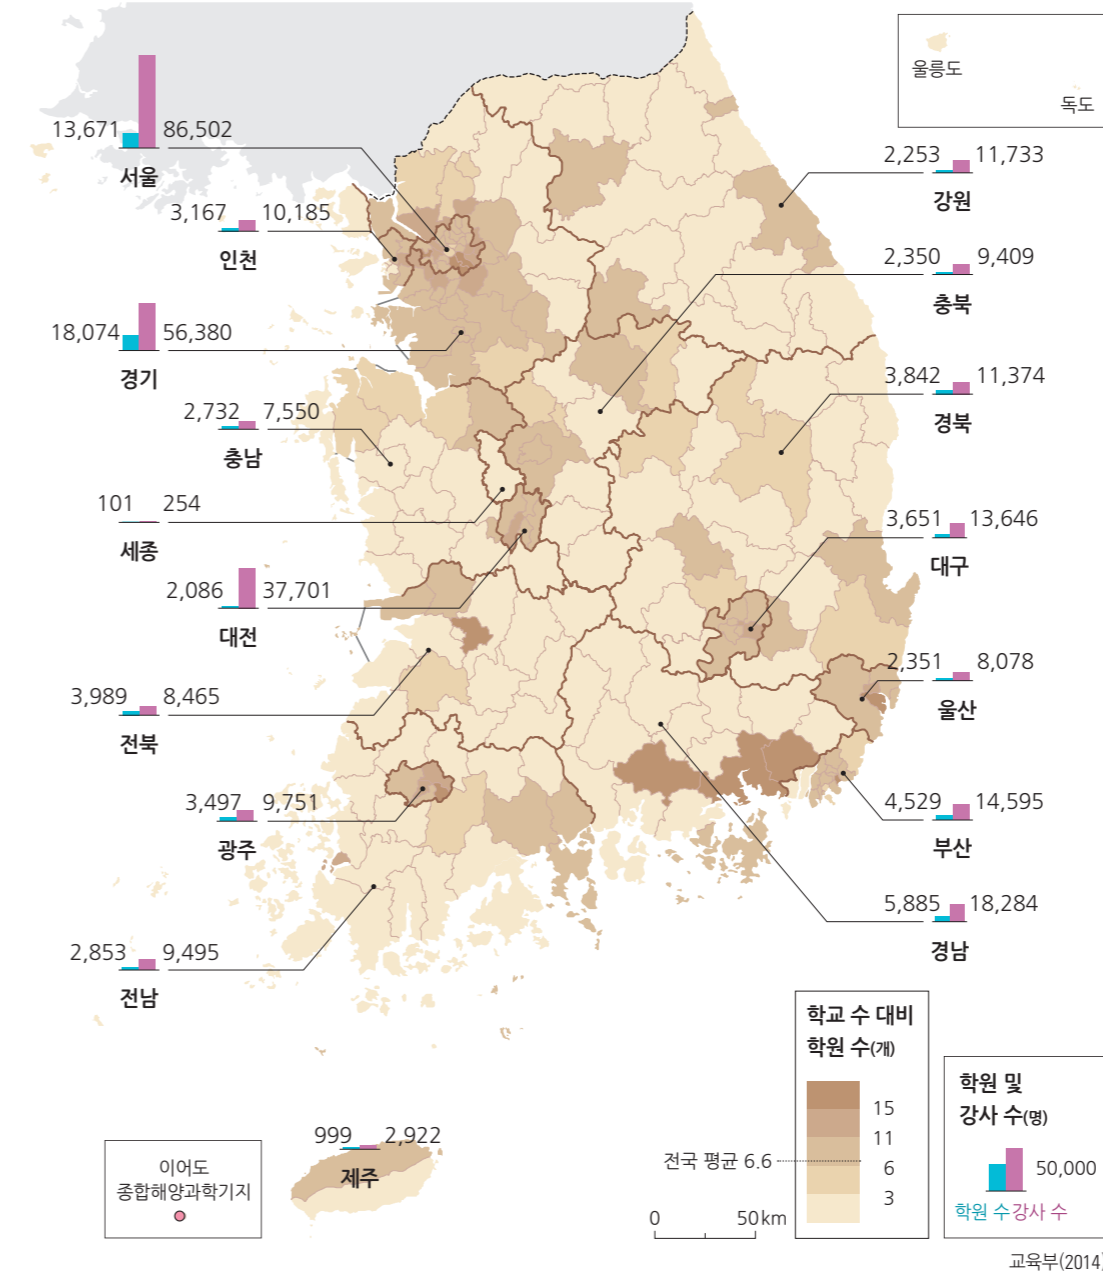 울릉도
독도
13,671 86,502
서울
3,167 10,185
인천
18,074 56,380
경기
2,732 7,550
충남
101 254
세종
2,086 37,701
대전
3,989 8,465
전북
3,497 9,751
광주
2,853 9,495
전남
2,253 11,733
강원
2,350 9,409
충북
3,842 11,374
경북
3,651 13,646
대구
2,351 8,078
울산
4,529 14,595
부산
5,885 18,284
경남
999 2,922
제주
이어도
종합해양과학기지
학교 수 대비
학원 수(개)
15
11
전국 평균 6.6
6
3
0 50km
학원 및
강사 수(명)
50,000
학원 수 강사 수
교육부(2014)